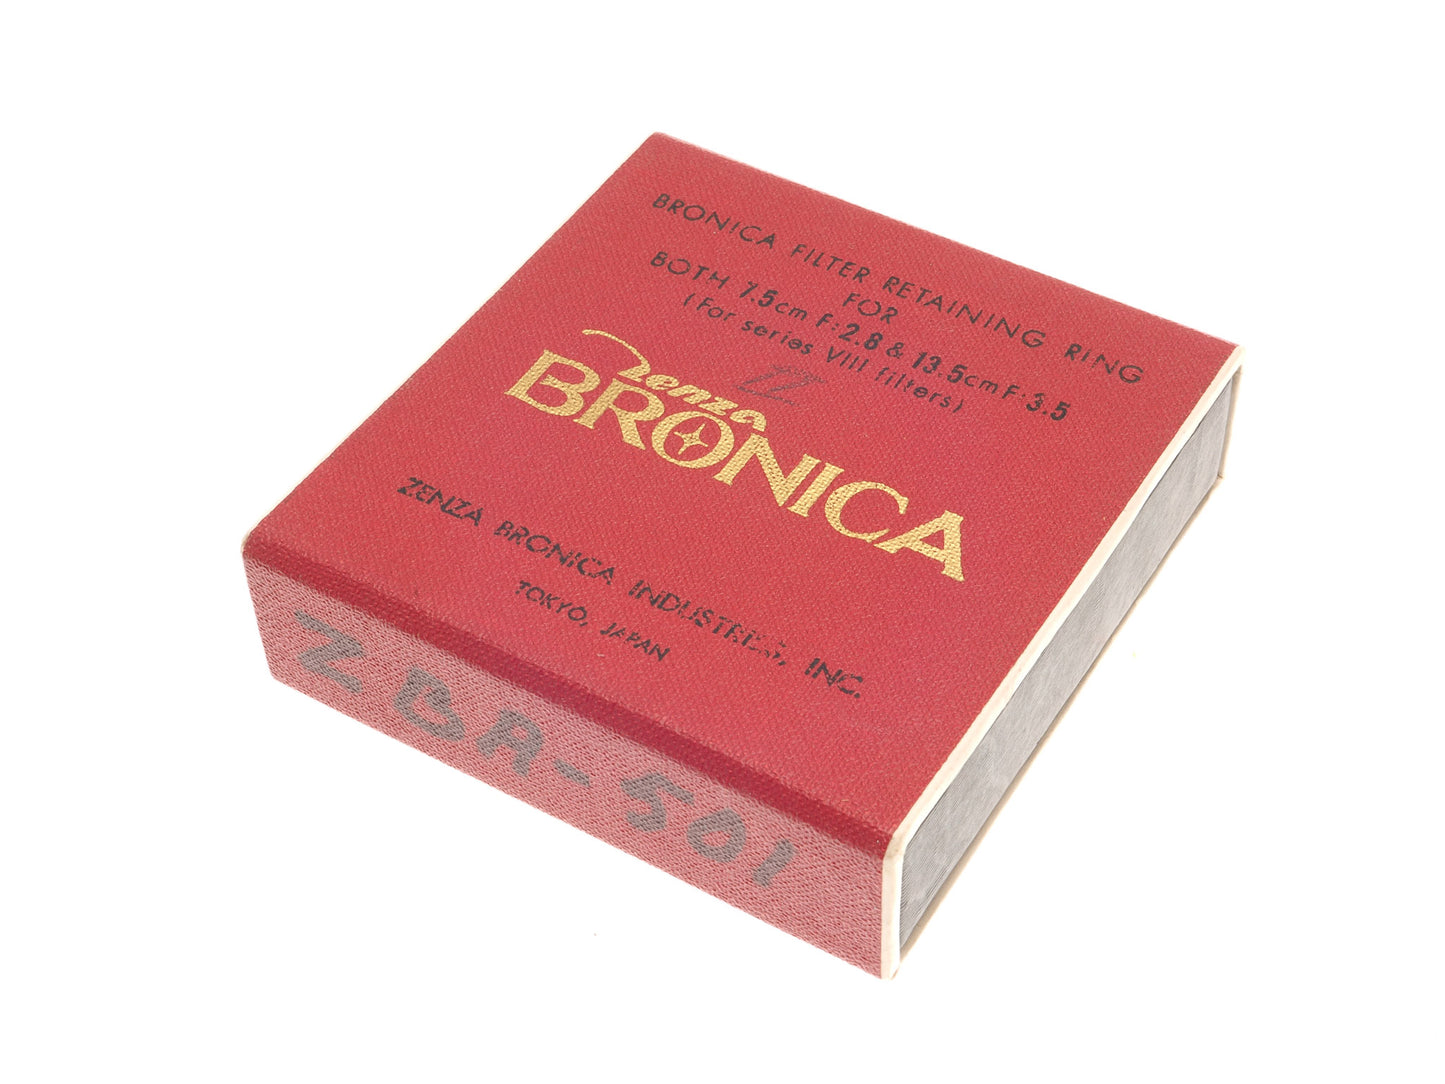 BRONICA FILTER RETAINING RING
FOR
BOTH 7.5cm F:2.8 & 13.5cm F:3.5
(For series VIII filters)
Zenza
BRONICA
ZENZA BRONICA INDUSTRIES, INC.
TOKYO, JAPAN
ZBA-501